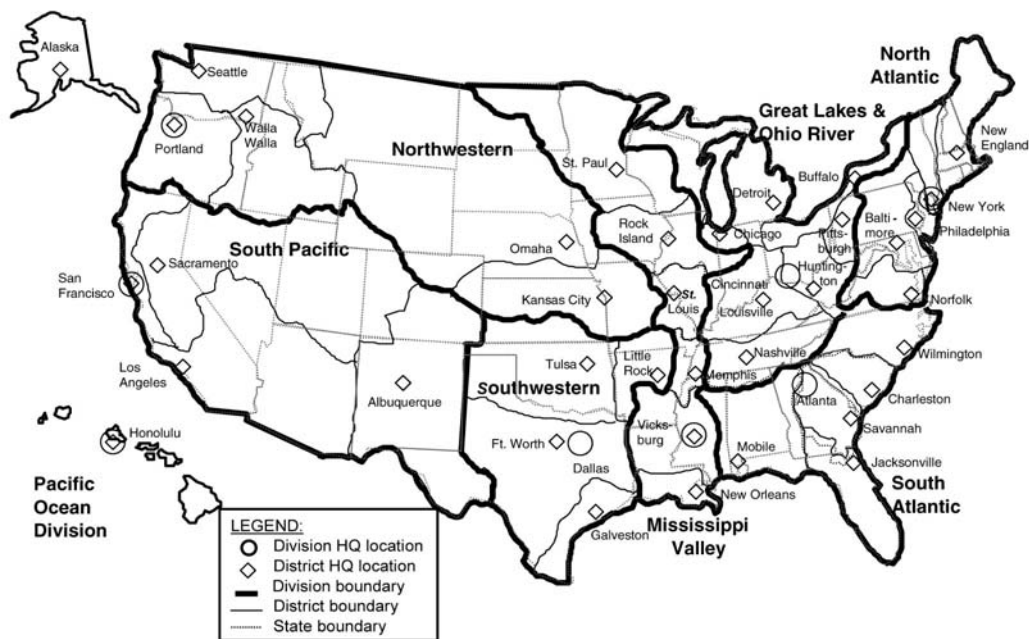 Alaska
Seattle
Walla
Walla
Portland
Northwestern
St. Paul
Great Lakes &
Ohio River
North
Atlantic
New
England
Buffalo
Detroit
New York
Philadelphia
Balti-
more
Pitts-
burgh
Chicago
Rock
Island
Omaha
South Pacific
Sacramento
San
Francisco
Kansas City
St.
Louis
Cincinnati
Hunting-
ton
Louisville
Norfolk
Los
Angeles
Albuquerque
Tulsa
Little
Rock
Southwestern
Memphis
Nashville
Wilmington
Atlanta
Charleston
Savannah
Honolulu
Ft. Worth
Dallas
Vicks-
burg
Mobile
Jacksonville
New Orleans
Galveston
Mississippi
Valley
South
Atlantic
Pacific
Ocean
Division
LEGEND:
Division HQ location
District HQ location
Division boundary
District boundary
State boundary